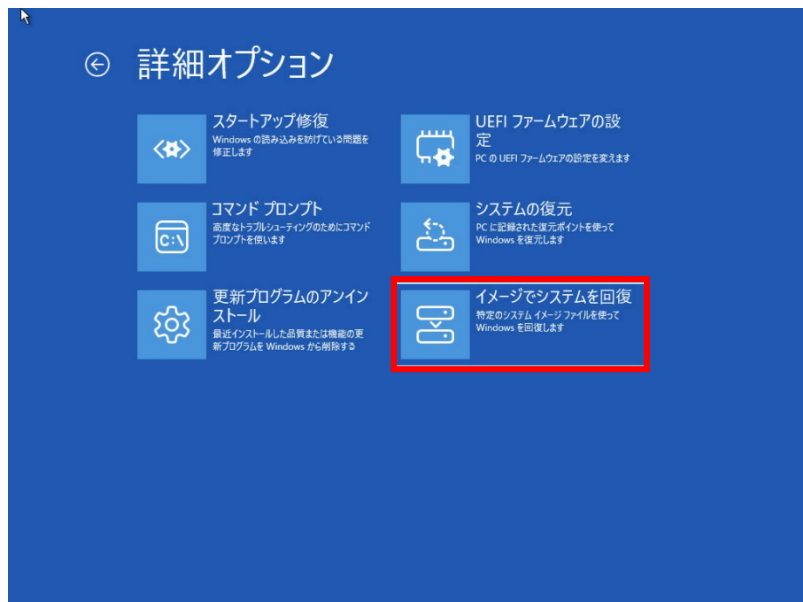 詳細オプション
スタートアップ修復
Windows の読み込みを妨げている問題を
修正します
UEFI ファームウェアの設
定
PC の UEFI ファームウェアの設定を変えます
コマンド プロンプト
高度なトラブルシューティングのためにコマンド
プロンプトを使います
C:\
システムの復元
PC に記録された復元ポイントを使って
Windows を復元します
更新プログラムのアンイン
ストール
最近インストールした品質または機能の更
新プログラムを Windows から削除する
イメージでシステムを回復
特定のシステム イメージ ファイルを使って
Windows を回復します